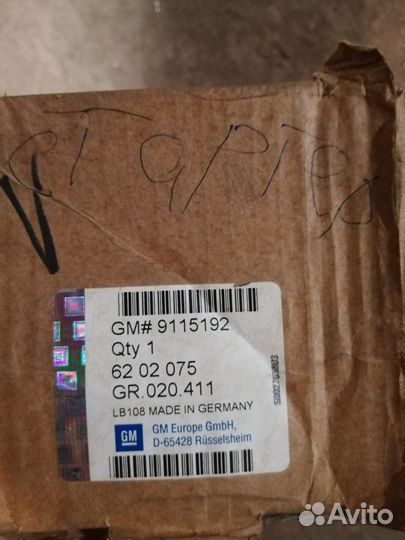 стартер
GM# 9115192
Qty 1
62 02 075
GR.020.411
LB108 MADE IN GERMANY
GM
GM Europe GmbH,
D-65428 Rüsselsheim
Avito